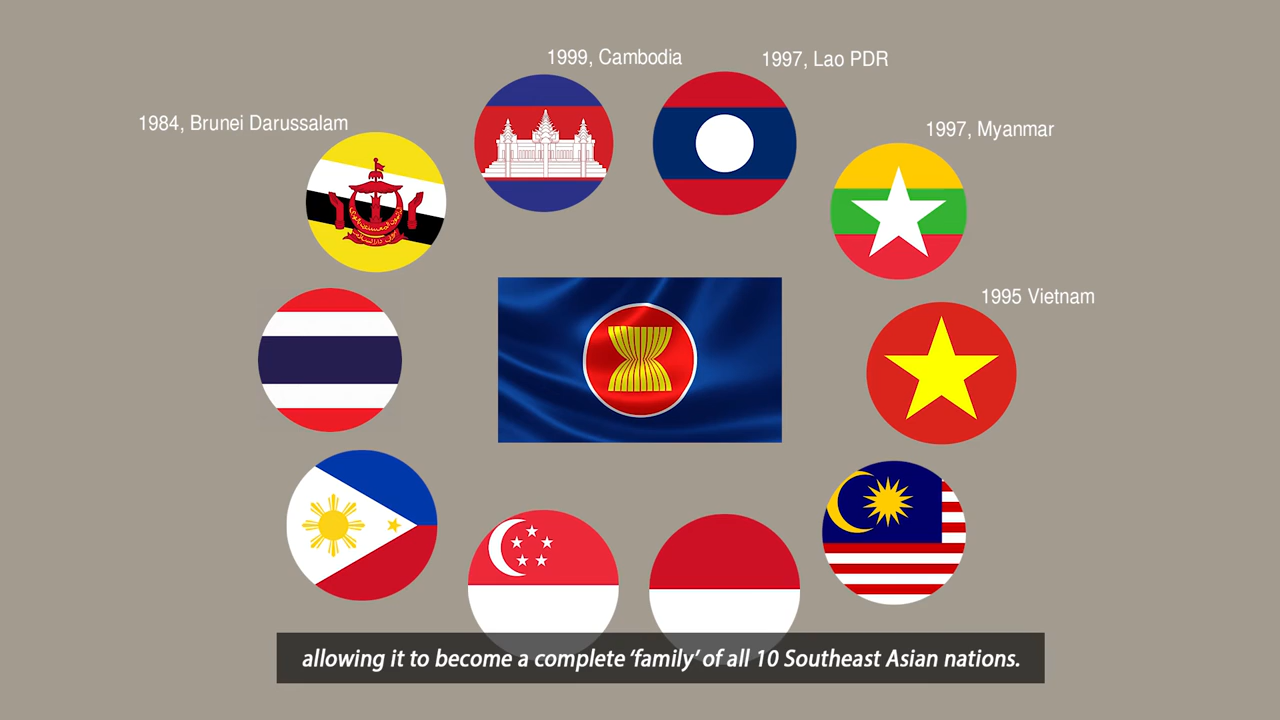 1999, Cambodia
1997, Lao PDR
1984, Brunei Darussalam
1997, Myanmar
1995 Vietnam
allowing it to become a complete ‘family’ of all 10 Southeast Asian nations.